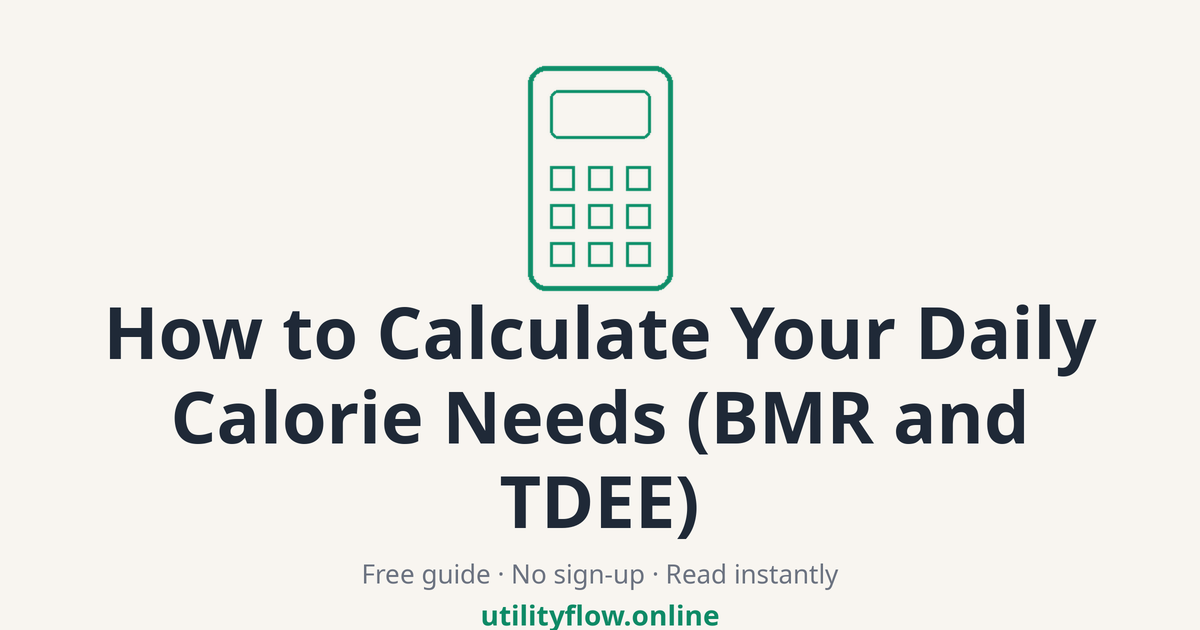 How to Calculate Your Daily
Calorie Needs (BMR and
TDEE)
Free guide · No sign-up · Read instantly
utilityflow.online